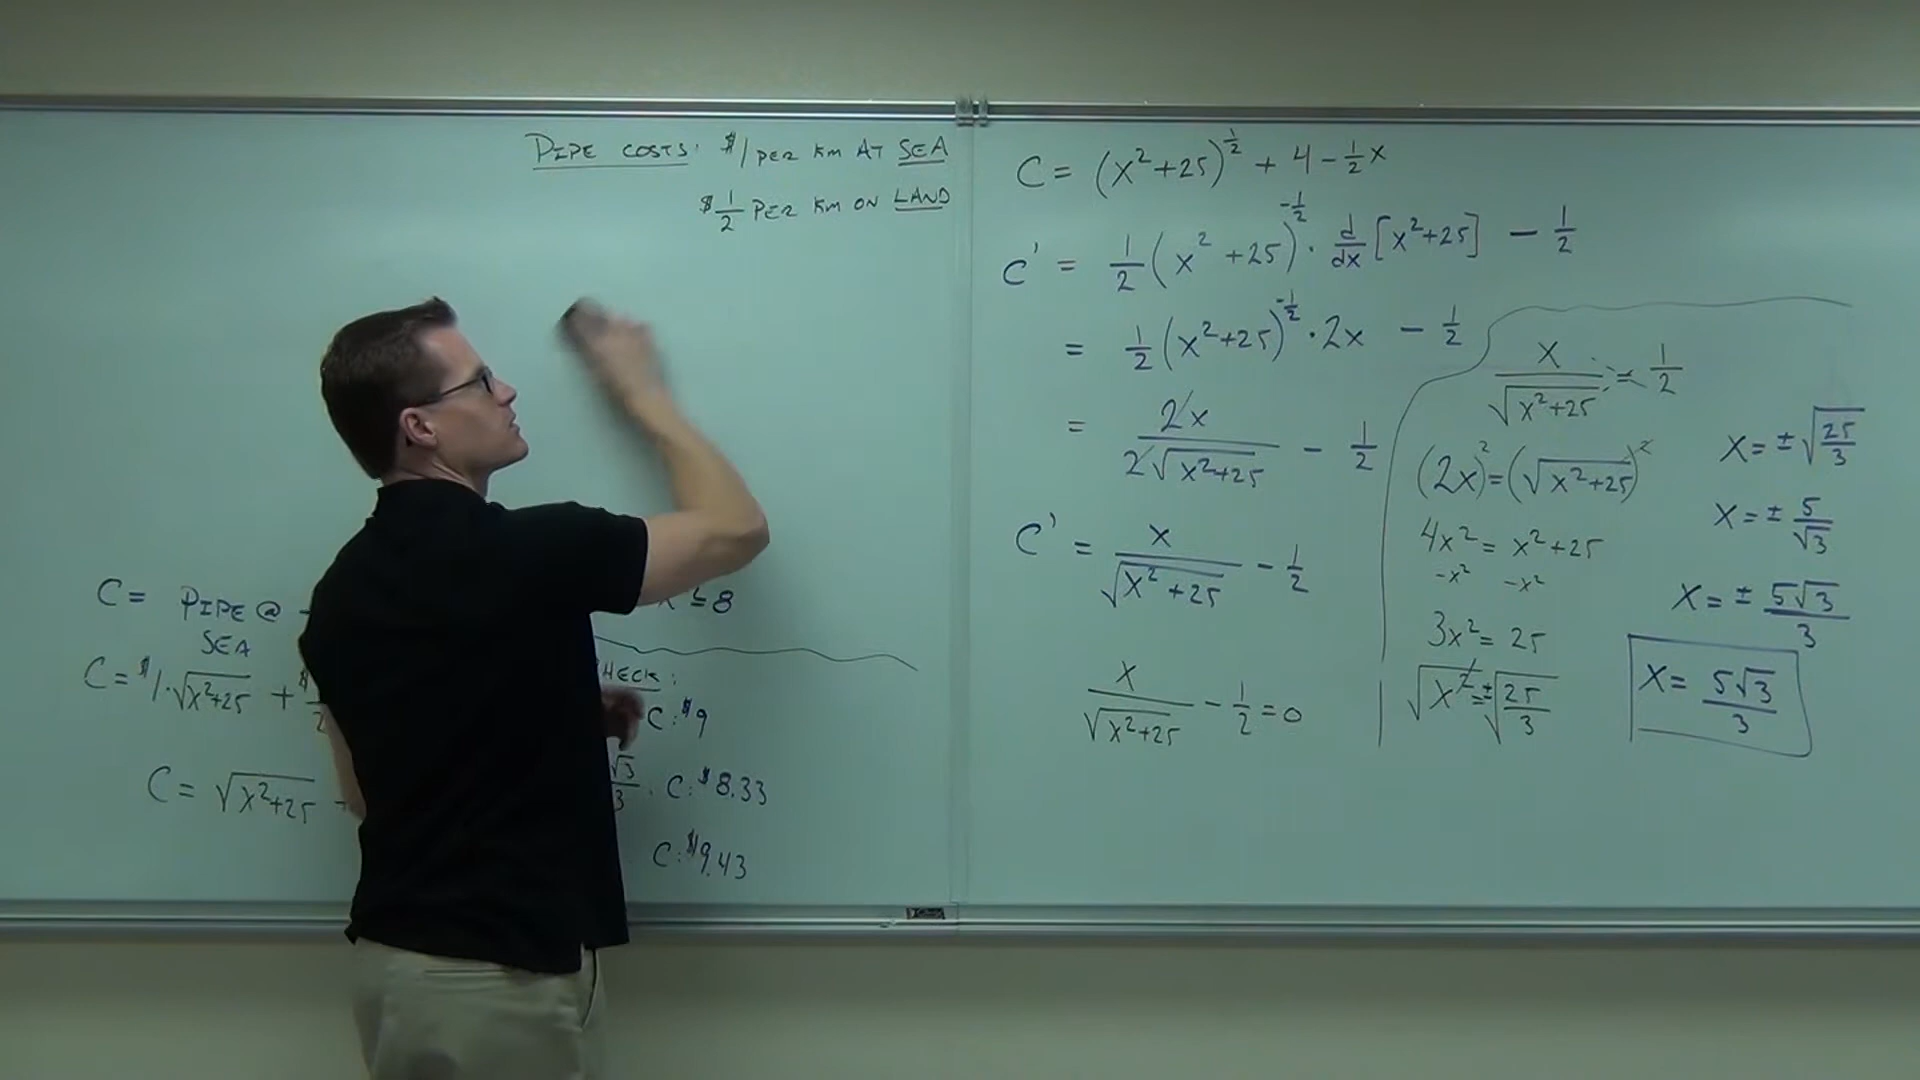 PIPE COSTS: $1 PER KM AT SEA
$ 1/2 PER KM ON LAND
C = PIPE @
SEA
≤ 8
C = $1·√(x²+25) + $
2
C = √(x²+25)
HECK:
C: $9
√3/3 . C: $8.33
C: $9.43
C = (x²+25)^(1/2) + 4 - 1/2 x
C' = 1/2 (x² +25)^(-1/2) · d/dx [x²+25] - 1/2
= 1/2 (x²+25)^(-1/2) · 2x - 1/2
= 2x / 2√(x²+25) - 1/2
C' = x / √(x²+25) - 1/2
x / √(x²+25) - 1/2 = 0
x / √(x²+25) = 1/2
(2x)² = (√(x²+25))²
4x² = x²+25
-x² -x²
3x² = 25
√x² = ±√(25/3)
x = ±√(25/3)
x = ± 5/√3
x = ± 5√3/3
x = 5√3/3